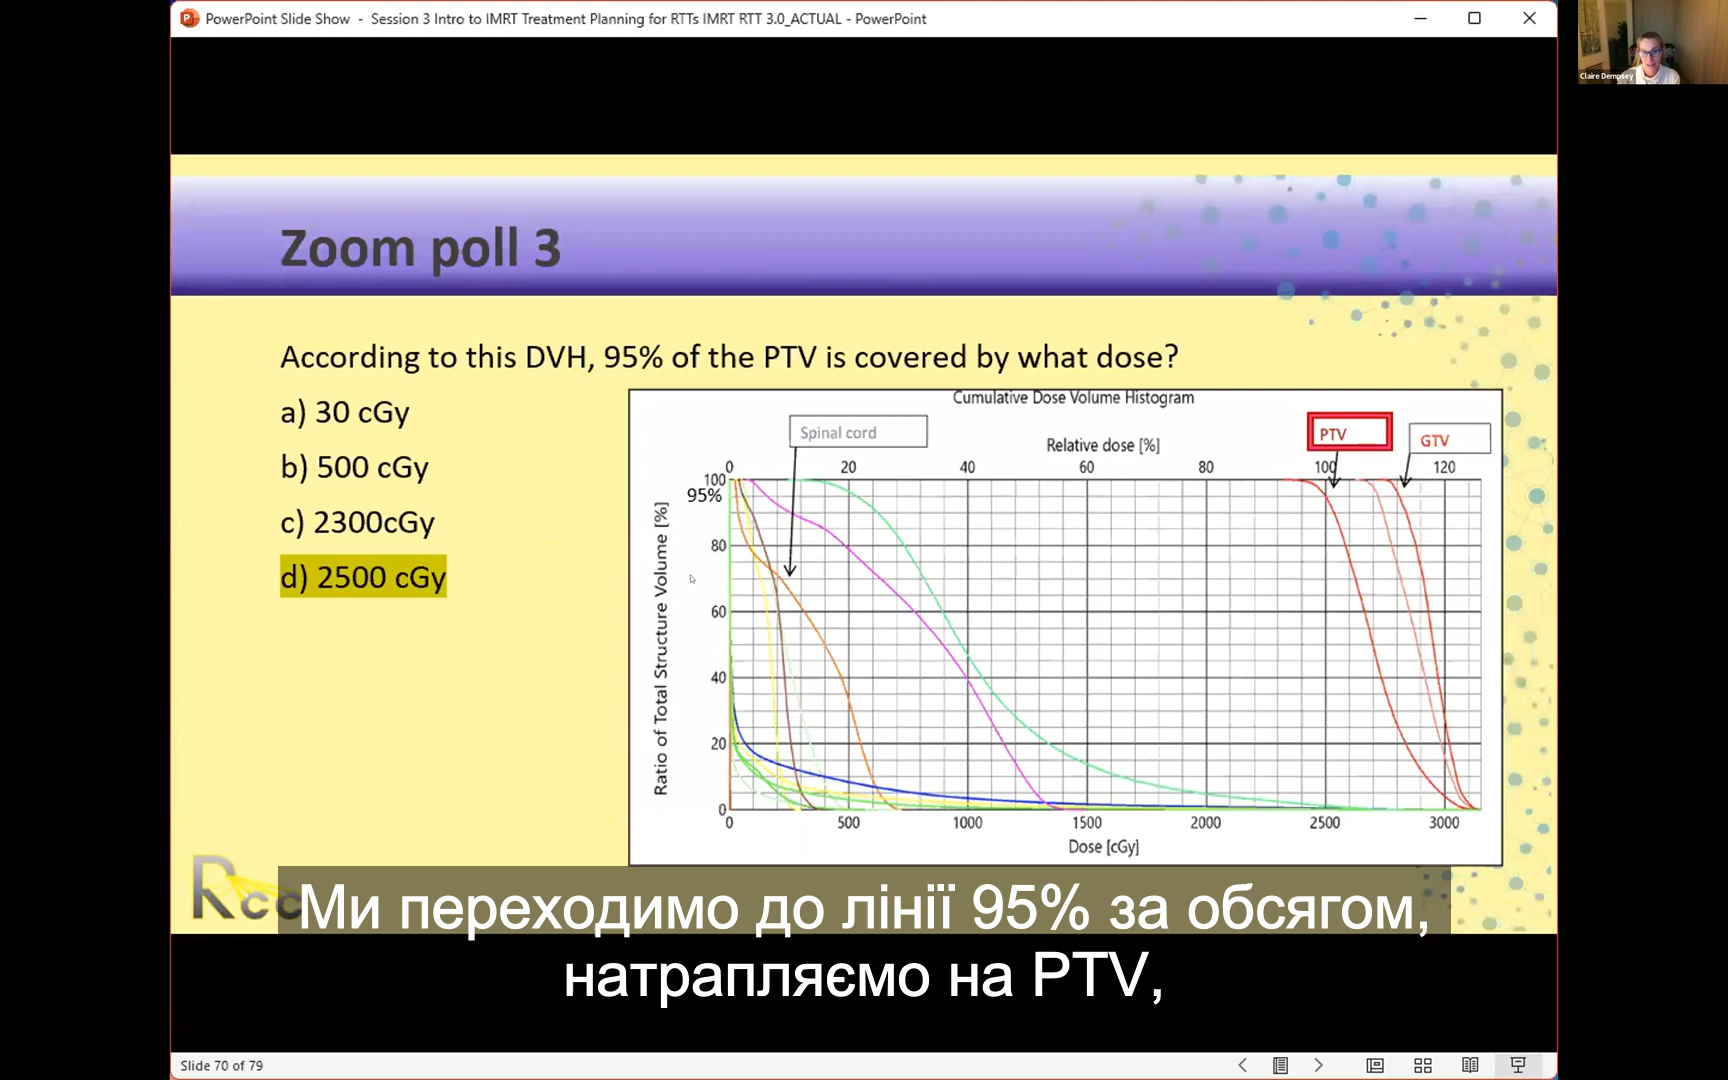 PowerPoint Slide Show - Session 3 Intro to IMRT Treatment Planning for RTTs IMRT RTT 3.0_ACTUAL - PowerPoint
Claire Dempsey
Zoom poll 3
According to this DVH, 95% of the PTV is covered by what dose?
a) 30 cGy
b) 500 cGy
c) 2300cGy
d) 2500 cGy
Cumulative Dose Volume Histogram
Spinal cord
PTV
GTV
Relative dose [%]
0 20 40 60 80 100 120
Ratio of Total Structure Volume [%]
100
95%
80
60
40
20
0
0 500 1000 1500 2000 2500 3000
Dose [cGy]
Rcc
Ми переходимо до лінії 95% за обсягом,
натрапляємо на PTV,
Slide 70 of 79